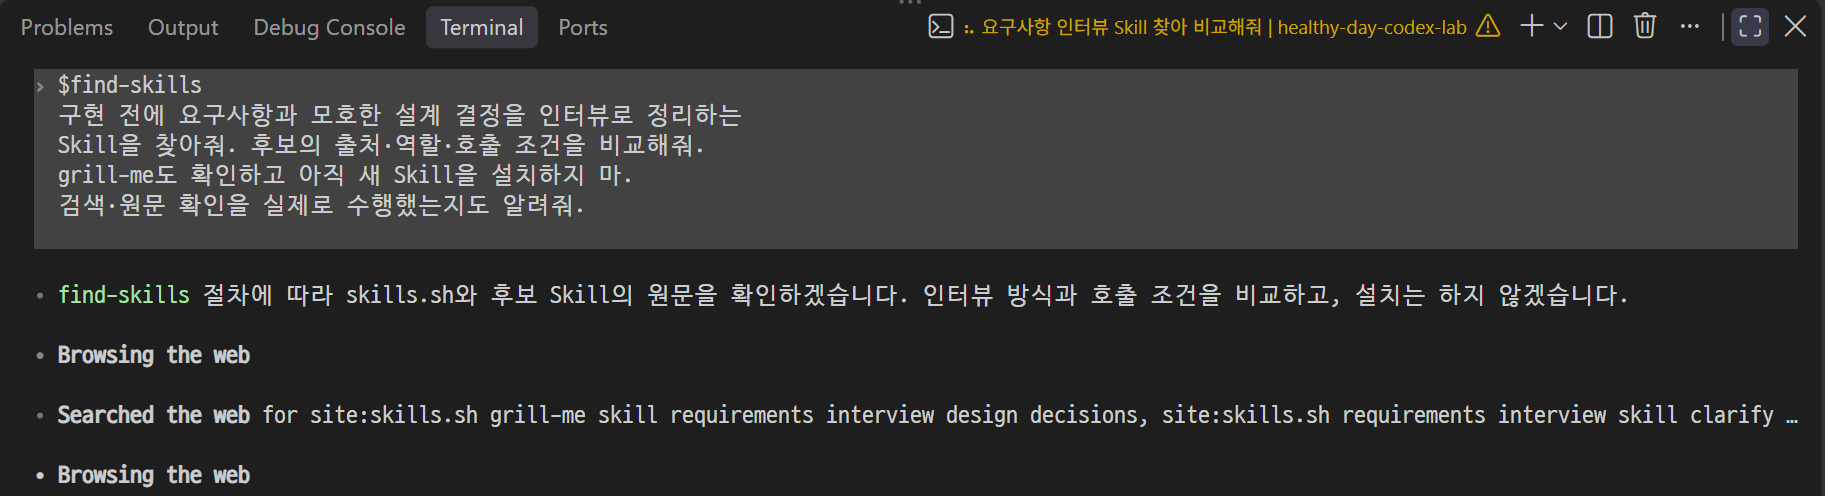 Problems Output Debug Console Terminal Ports :. 요구사항 인터뷰 Skill 찾아 비교해줘 | healthy-day-codex-lab
› $find-skills
구현 전에 요구사항과 모호한 설계 결정을 인터뷰로 정리하는
Skill을 찾아줘. 후보의 출처·역할·호출 조건을 비교해줘.
grill-me도 확인하고 아직 새 Skill을 설치하지 마.
검색·원문 확인을 실제로 수행했는지도 알려줘.
• find-skills 절차에 따라 skills.sh와 후보 Skill의 원문을 확인하겠습니다. 인터뷰 방식과 호출 조건을 비교하고, 설치는 하지 않겠습니다.
• Browsing the web
• Searched the web for site:skills.sh grill-me skill requirements interview design decisions, site:skills.sh requirements interview skill clarify …
• Browsing the web